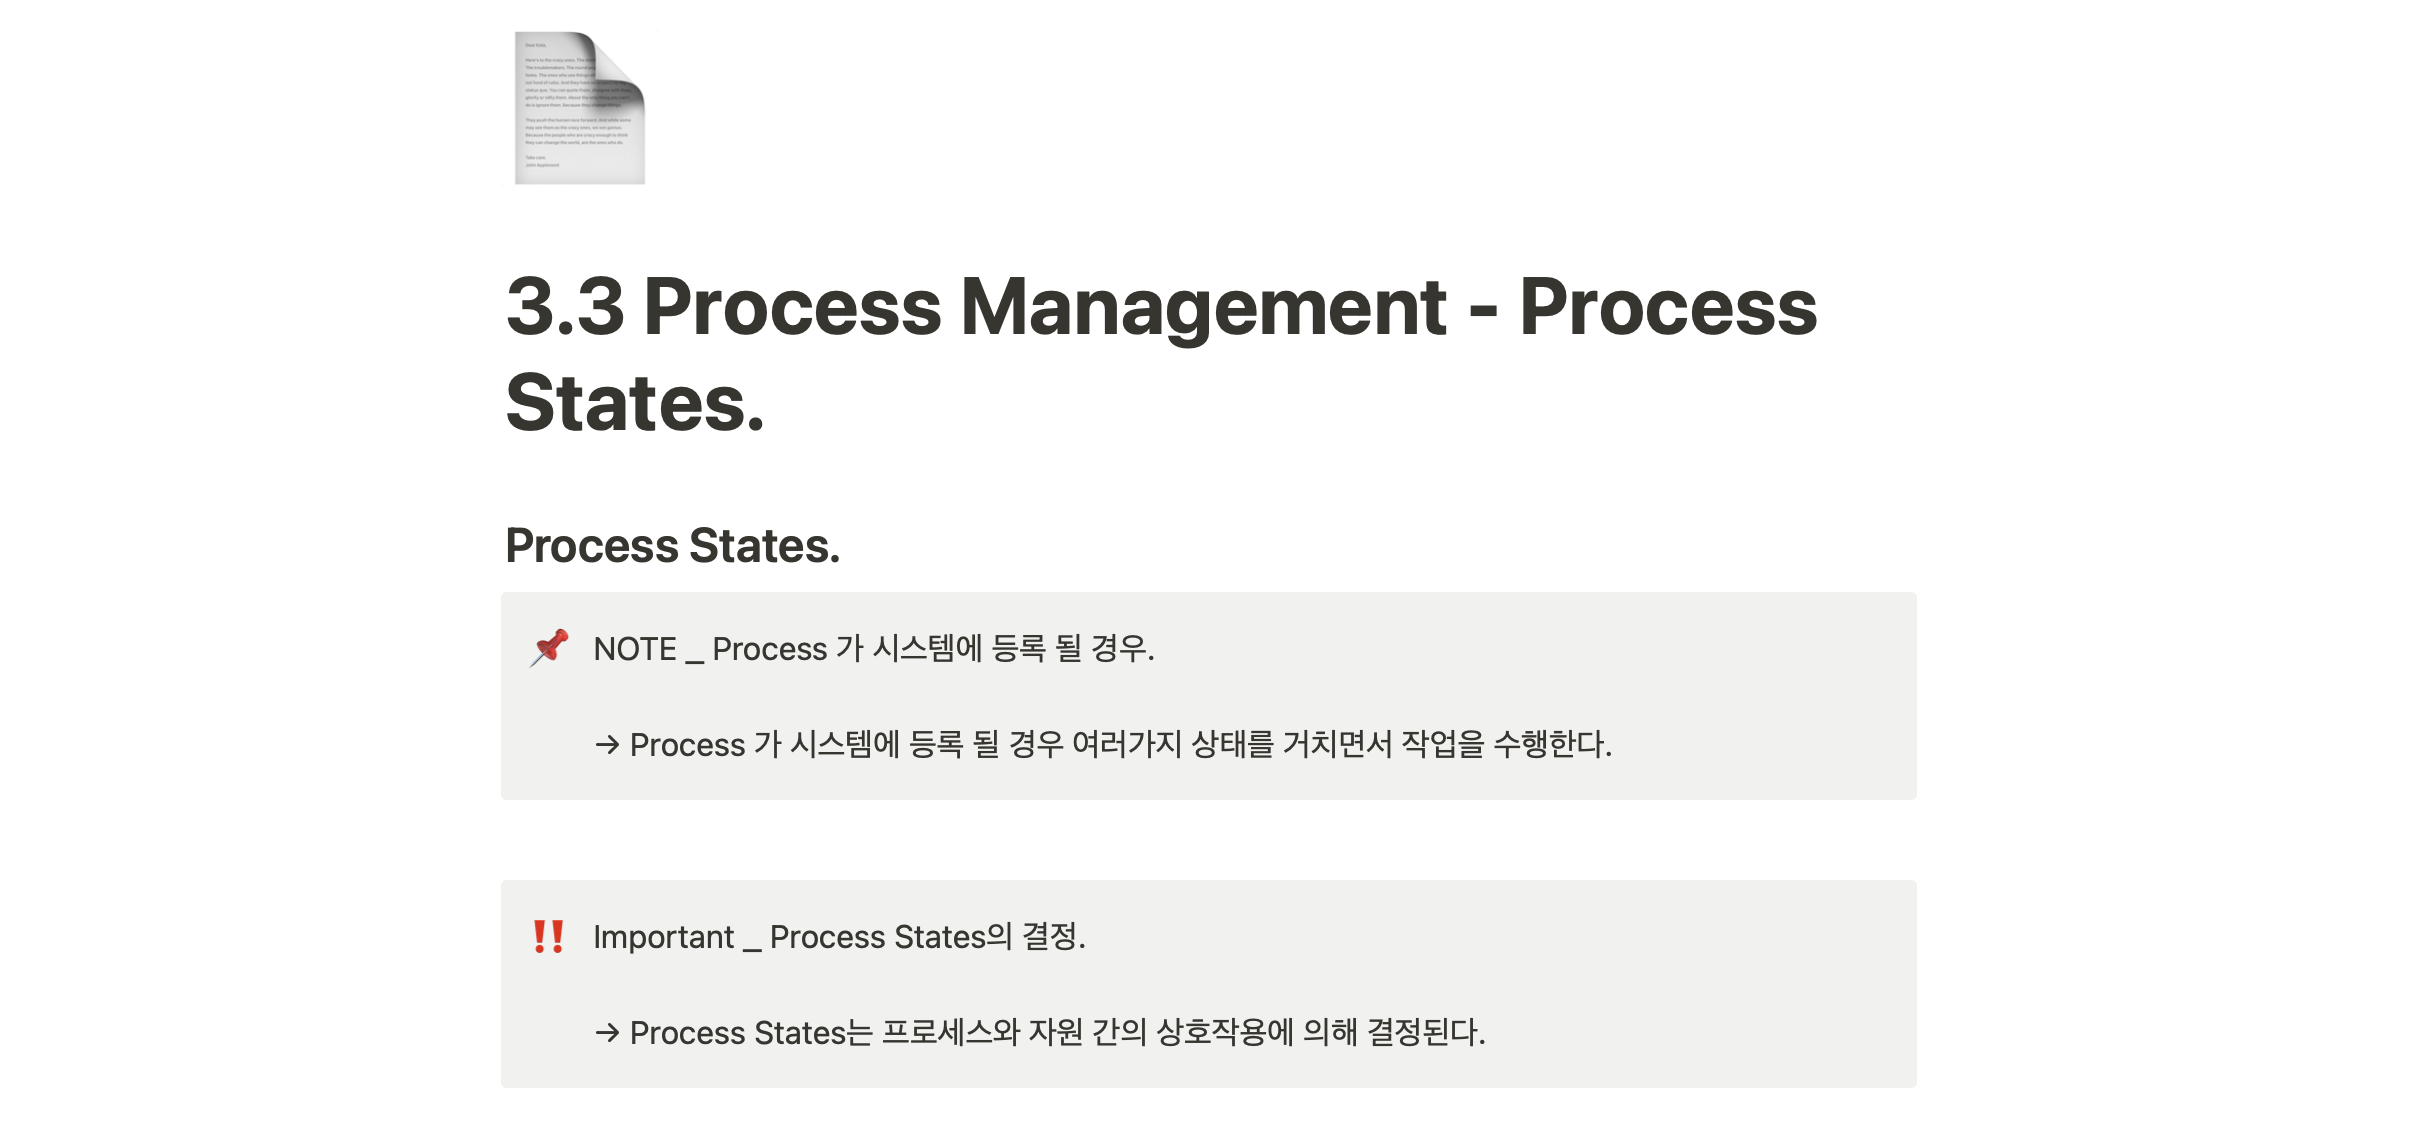 3.3 Process Management - Process
States.
Process States.
NOTE _ Process 가 시스템에 등록 될 경우.
→ Process 가 시스템에 등록 될 경우 여러가지 상태를 거치면서 작업을 수행한다.
Important _ Process States의 결정.
→ Process States는 프로세스와 자원 간의 상호작용에 의해 결정된다.